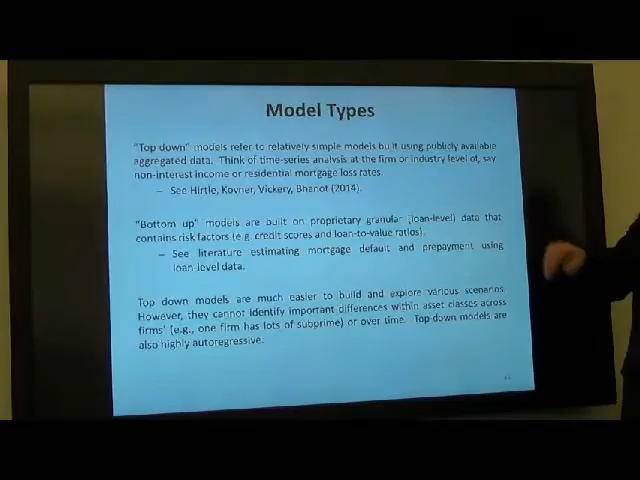 Model Types
"Top down" models refer to relatively simple models built using publicly available
aggregated data. Think of time-series analysis at the firm or industry level of, say
non-interest income or residential mortgage loss rates.
– See Hirtle, Kovner, Vickery, Bhanot (2014).
"Bottom up" models are built on proprietary granular (loan-level) data that
contains risk factors (e.g. credit scores and loan-to-value ratios).
– See literature estimating mortgage default and prepayment using
loan-level data.
Top down models are much easier to build and explore various scenarios.
However, they cannot identify important differences within asset classes across
firms' (e.g., one firm has lots of subprime) or over time. Top-down models are
also highly autoregressive.